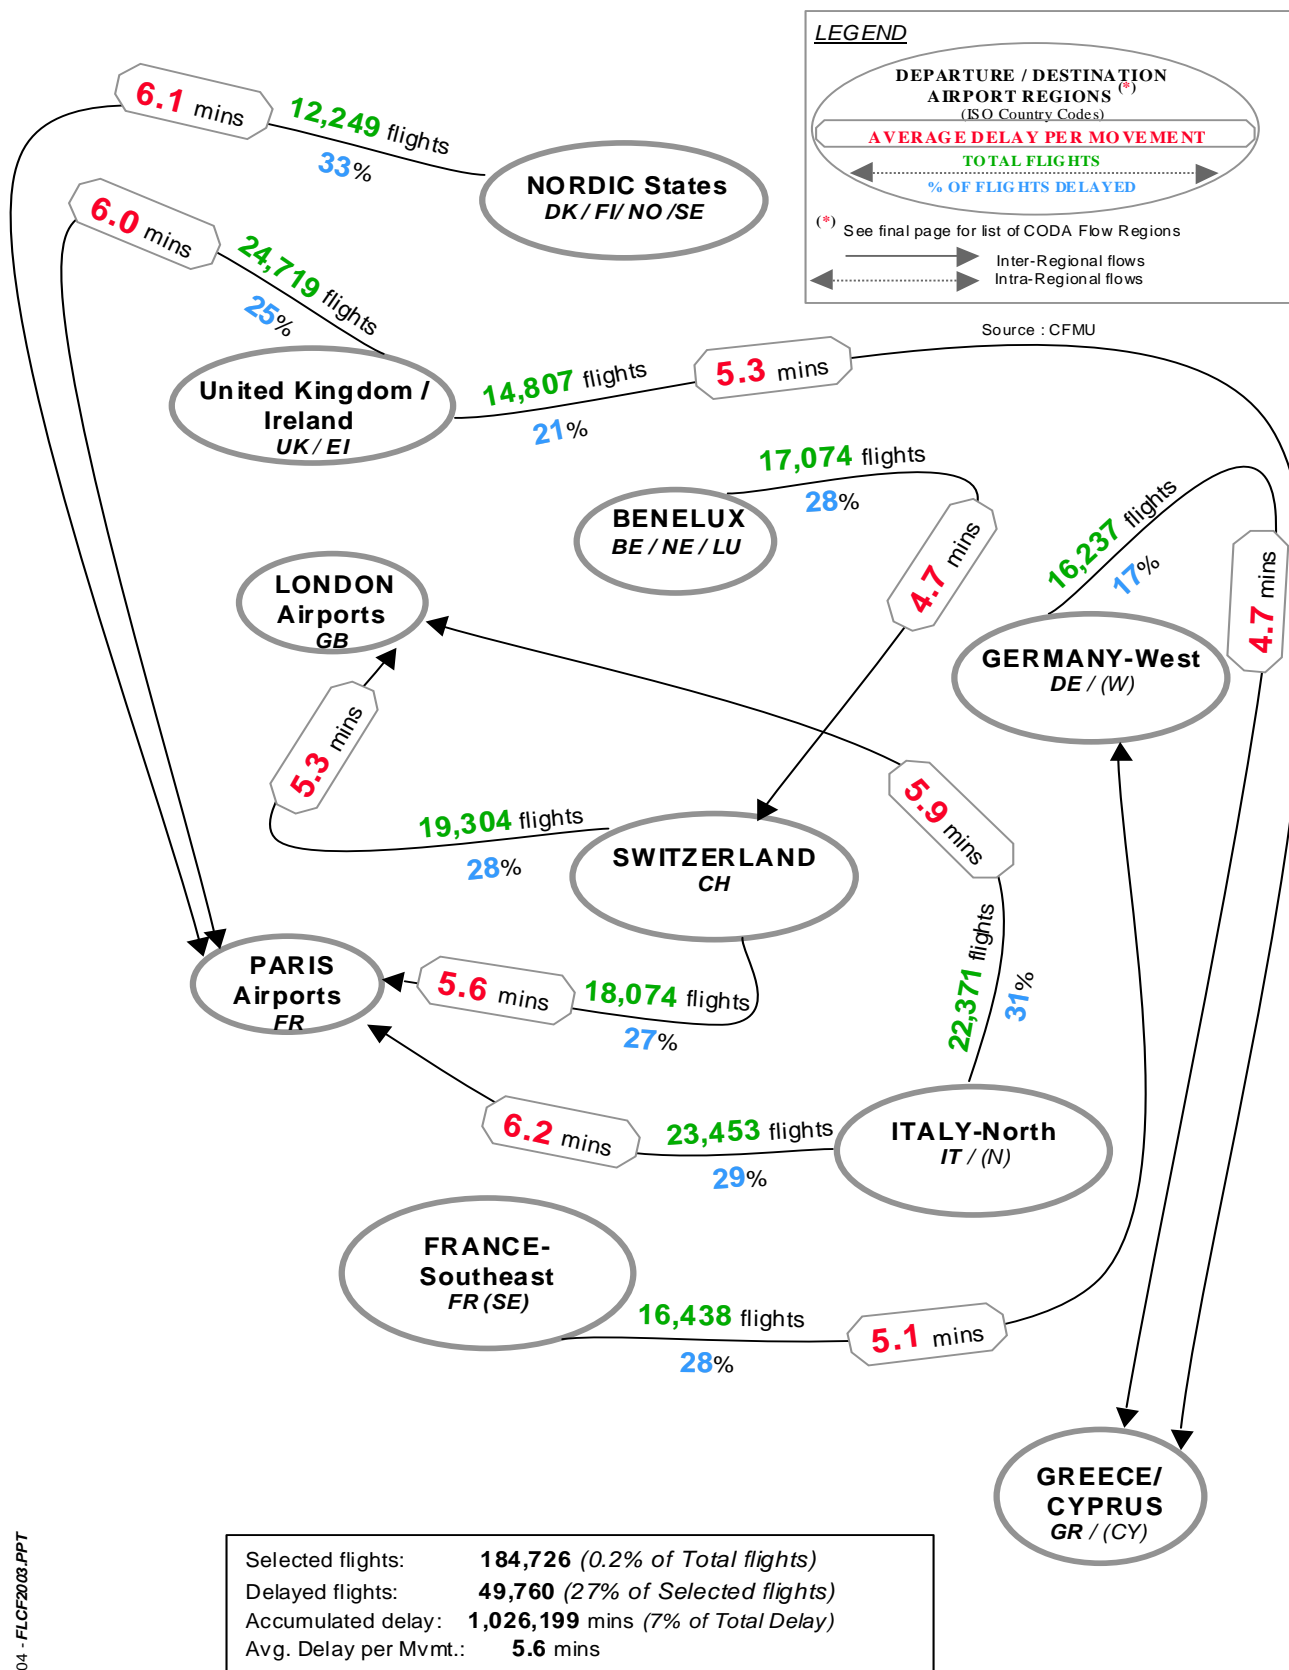 LEGEND
DEPARTURE / DESTINATION
AIRPORT REGIONS (*)
(ISO Country Codes)
AVERAGE DELAY PER MOVEMENT
TOTAL FLIGHTS
% OF FLIGHTS DELAYED
(*) See final page for list of CODA Flow Regions
Inter-Regional flows
Intra-Regional flows
Source : CFMU
6.1 mins
12,249 flights
33%
NORDIC States
DK / FI/ NO /SE
6.0 mins
24,719 flights
25%
United Kingdom /
Ireland
UK / EI
14,807 flights
21%
5.3 mins
17,074 flights
28%
BENELUX
BE / NE / LU
4.7 mins
16,237 flights
17%
4.7 mins
LONDON
Airports
GB
GERMANY-West
DE / (W)
5.3 mins
5.9 mins
19,304 flights
28%
SWITZERLAND
CH
PARIS
Airports
FR
5.6 mins
18,074 flights
27%
22,371 flights
31%
6.2 mins
23,453 flights
29%
ITALY-North
IT / (N)
FRANCE-
Southeast
FR (SE)
16,438 flights
28%
5.1 mins
GREECE/
CYPRUS
GR / (CY)
Selected flights: 184,726 (0.2% of Total flights)
Delayed flights: 49,760 (27% of Selected flights)
Accumulated delay: 1,026,199 mins (7% of Total Delay)
Avg. Delay per Mvmt.: 5.6 mins
04 - FLCF2003.PPT